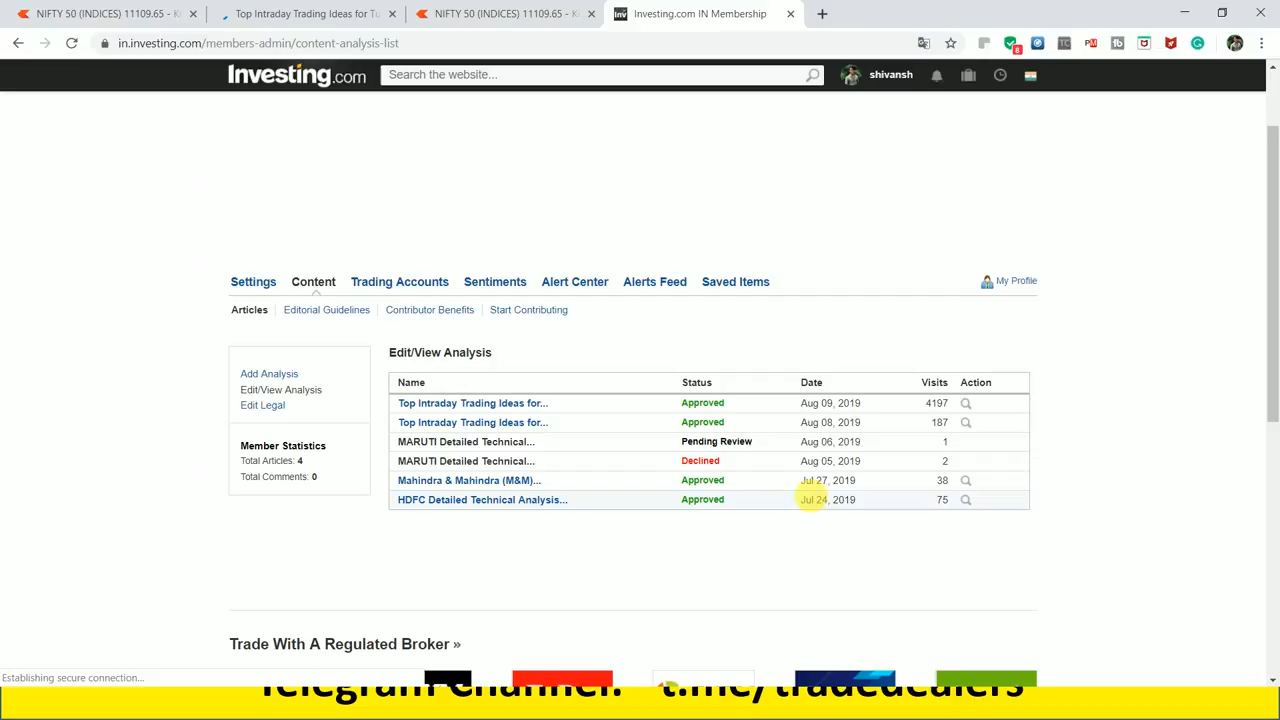 NIFTY 50 (INDICES) 11109.65 - K
Top Intraday Trading Ideas for Tu
NIFTY 50 (INDICES) 11109.65 - K
Investing.com IN Membership
in.investing.com/members-admin/content-analysis-list
Investing.com
Search the website...
shivansh
Settings
Content
Trading Accounts
Sentiments
Alert Center
Alerts Feed
Saved Items
My Profile
Articles
Editorial Guidelines
Contributor Benefits
Start Contributing
Add Analysis
Edit/View Analysis
Edit Legal
Member Statistics
Total Articles: 4
Total Comments: 0
Edit/View Analysis
Name Status Date Visits Action
Top Intraday Trading Ideas for... Approved Aug 09, 2019 4197
Top Intraday Trading Ideas for... Approved Aug 08, 2019 187
MARUTI Detailed Technical... Pending Review Aug 06, 2019 1
MARUTI Detailed Technical... Declined Aug 05, 2019 2
Mahindra & Mahindra (M&M)... Approved Jul 27, 2019 38
HDFC Detailed Technical Analysis... Approved Jul 24, 2019 75
Trade With A Regulated Broker »
Establishing secure connection...
Telegram Channel: t.me/tradedealers